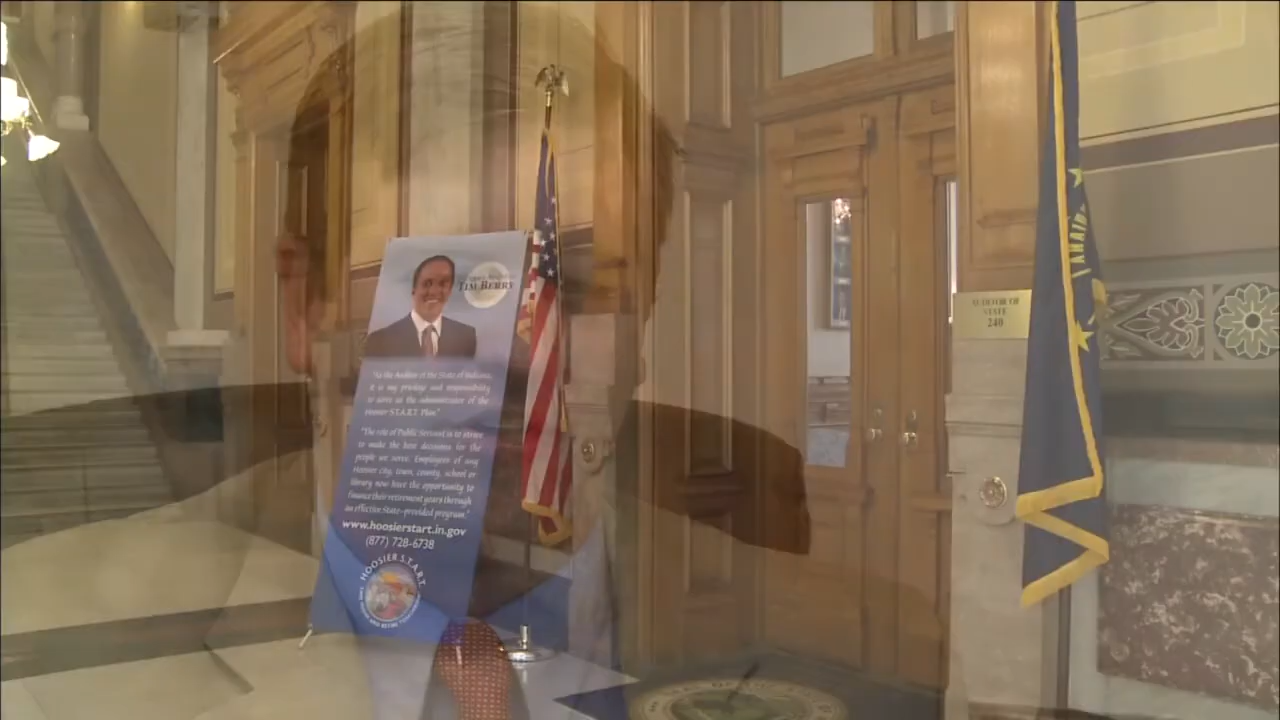 TIM BERRY
"As the Auditor of the State of Indiana,
it is my privilege and responsibility
to serve as the administrator of the
Hoosier S.T.A.R.T. Plan."
"The role of Public Servant is to strive
to make the best decisions for the
people we serve. Employees of any
Hoosier city, town, county, school or
library now have the opportunity to
finance their retirement years through
an effective State-provided program."
www.hoosierstart.in.gov
(877) 728-6738
HOOSIER S.T.A.R.T.
AUDITOR OF
STATE
240